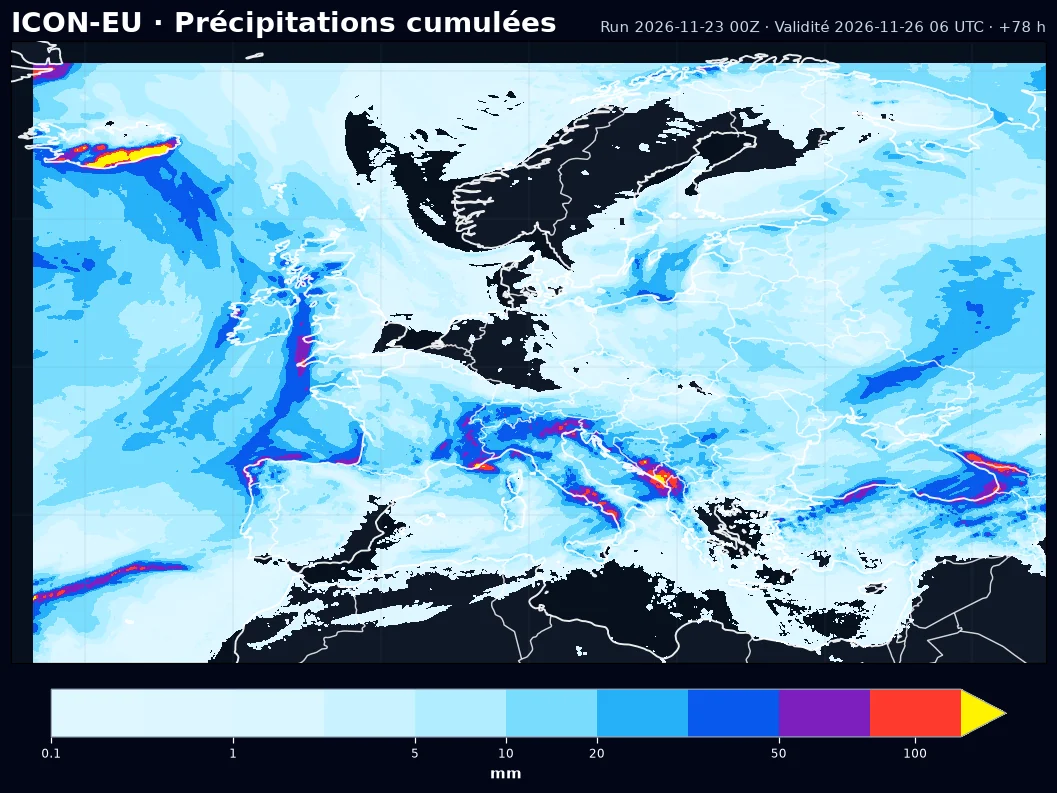 ICON-EU · Précipitations cumulées
Run 2026-11-23 00Z · Validité 2026-11-26 06 UTC · +78 h
0.1 1 5 10 20 50 100
mm